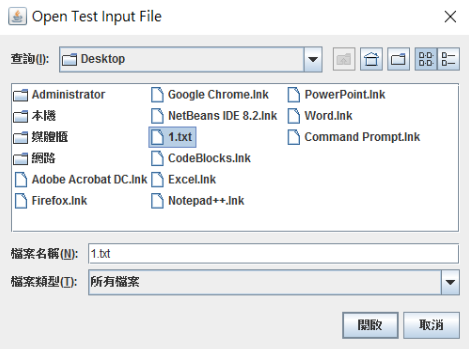 Open Test Input File
查詢(I): Desktop
Administrator
本機
媒體櫃
網路
Adobe Acrobat DC.lnk
Firefox.lnk
Google Chrome.lnk
NetBeans IDE 8.2.lnk
1.txt
CodeBlocks.lnk
Excel.lnk
Notepad++.lnk
PowerPoint.lnk
Word.lnk
Command Prompt.lnk
檔案名稱(N): 1.txt
檔案類型(T): 所有檔案
開啟 取消